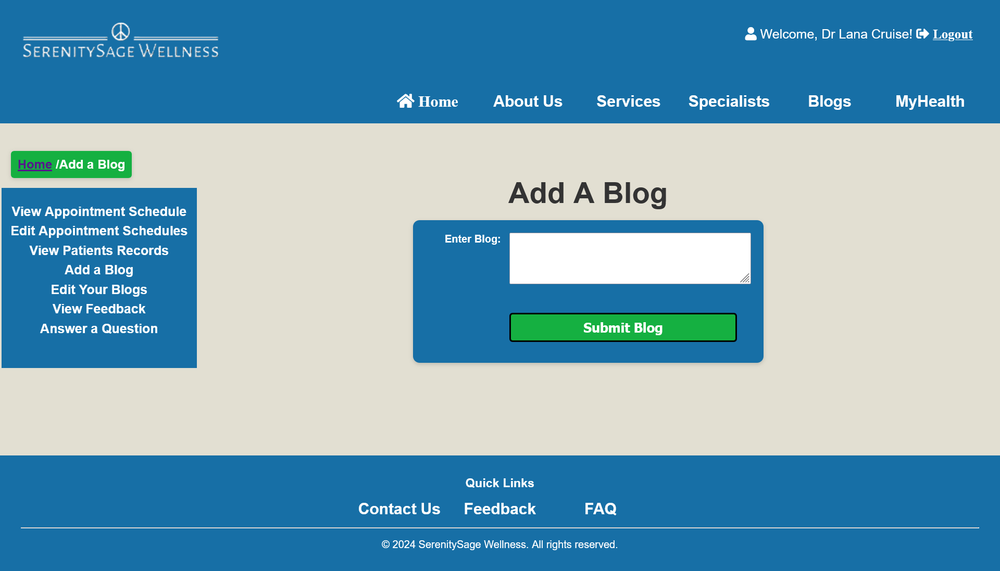 SERENITYSAGE WELLNESS
Welcome, Dr Lana Cruise! Logout
Home About Us Services Specialists Blogs MyHealth
Home /Add a Blog
View Appointment Schedule
Edit Appointment Schedules
View Patients Records
Add a Blog
Edit Your Blogs
View Feedback
Answer a Question
Add A Blog
Enter Blog:
Submit Blog
Quick Links
Contact Us Feedback FAQ
© 2024 SerenitySage Wellness. All rights reserved.